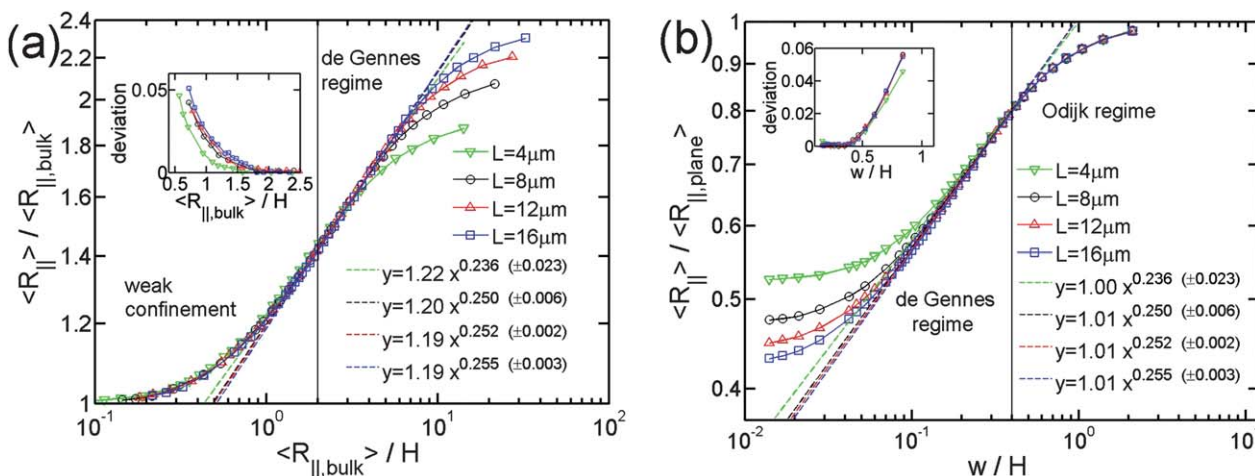 (a)
2.4
2.2
2
1.8
1.6
1.4
1.2
1
<R||> / <R||,bulk>
de Gennes
regime
weak
confinement
0.05
0
deviation
0.5 1 1.5 2 2.5
<R||,bulk> / H
L=4μm
L=8μm
L=12μm
L=16μm
y=1.22 x^0.236 (±0.023)
y=1.20 x^0.250 (±0.006)
y=1.19 x^0.252 (±0.002)
y=1.19 x^0.255 (±0.003)
10^-1 10^0 10^1 10^2
<R||,bulk> / H
(b)
1
0.9
0.8
0.7
0.6
0.5
0.4
<R||> / <R||,plane>
0.06
0.04
0.02
0
deviation
0.1 0.5 0.7 1
w / H
Odijk regime
de Gennes
regime
L=4μm
L=8μm
L=12μm
L=16μm
y=1.00 x^0.236 (±0.023)
y=1.01 x^0.250 (±0.006)
y=1.01 x^0.252 (±0.002)
y=1.01 x^0.255 (±0.003)
10^-2 10^-1 10^0 10^1
w / H